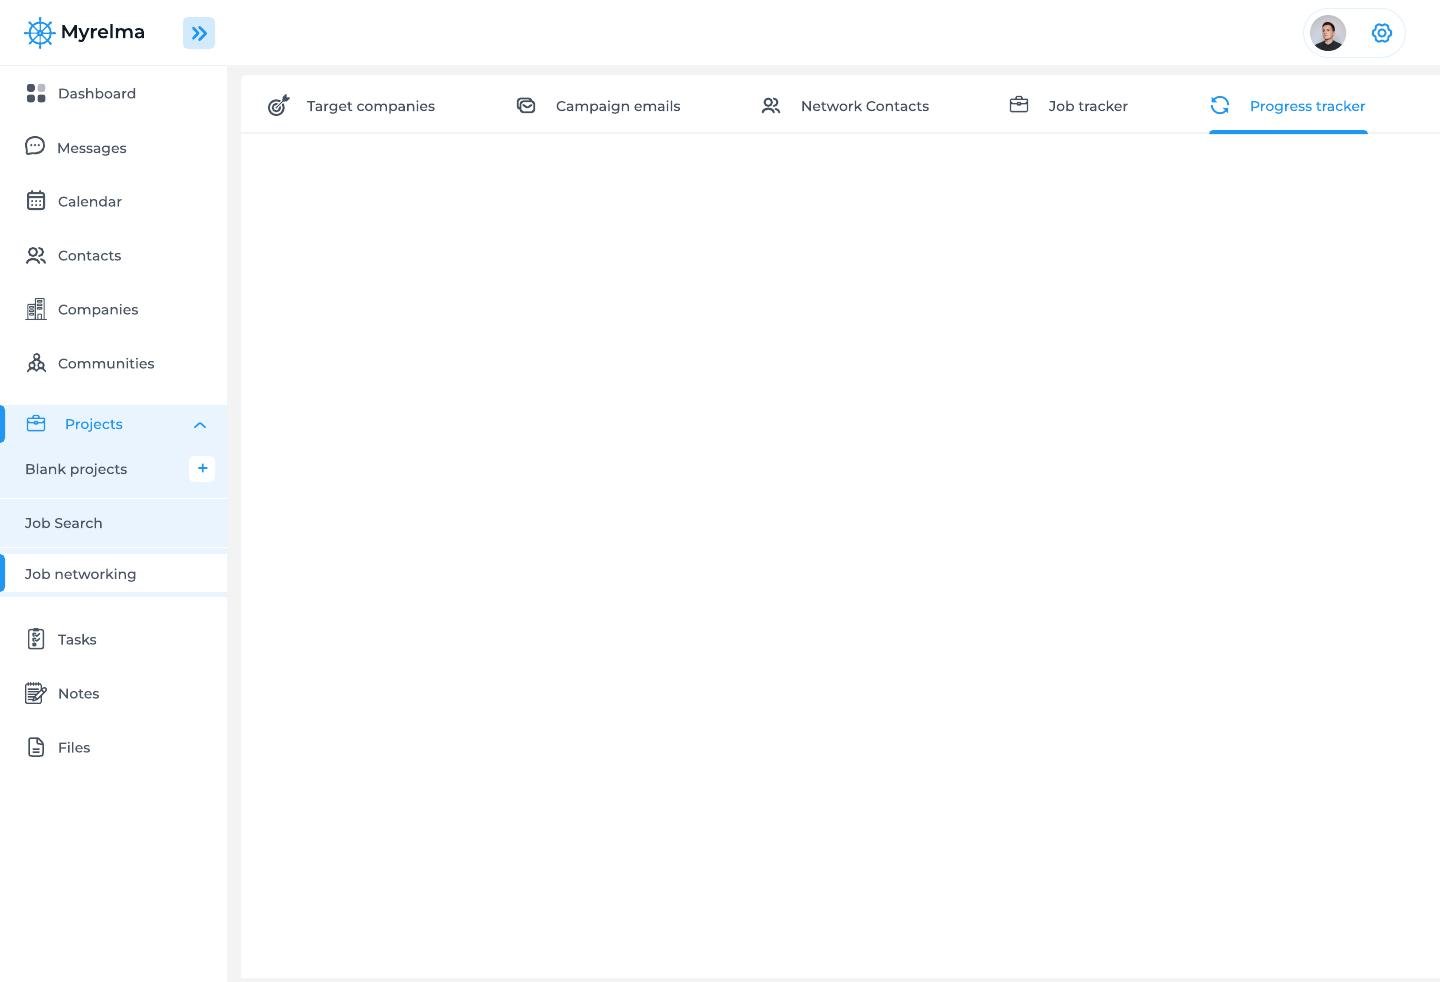 Myrelma
Dashboard
Messages
Calendar
Contacts
Companies
Communities
Projects
Blank projects
+
Job Search
Job networking
Tasks
Notes
Files
Target companies
Campaign emails
Network Contacts
Job tracker
Progress tracker